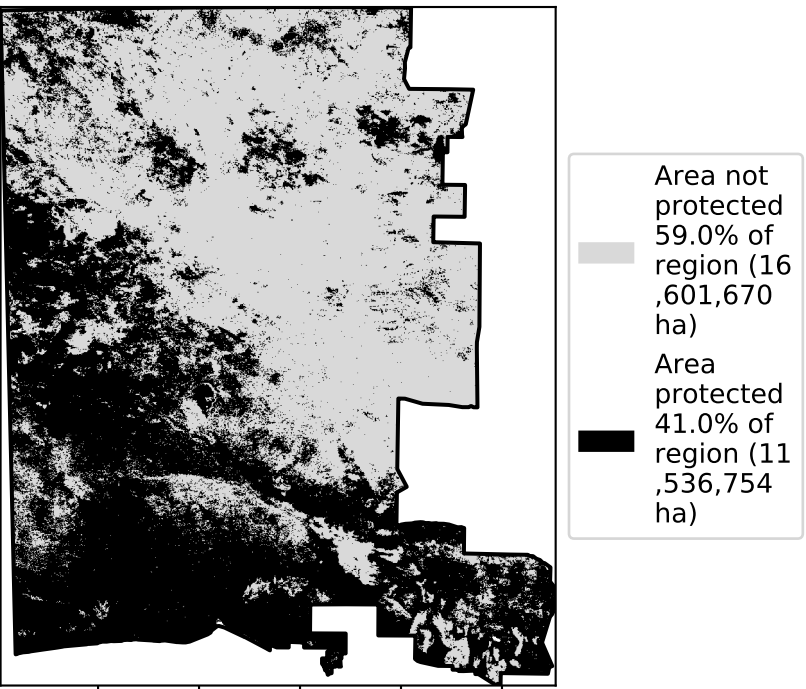 Area not
protected
59.0% of
region (16
,601,670
ha)
Area
protected
41.0% of
region (11
,536,754
ha)